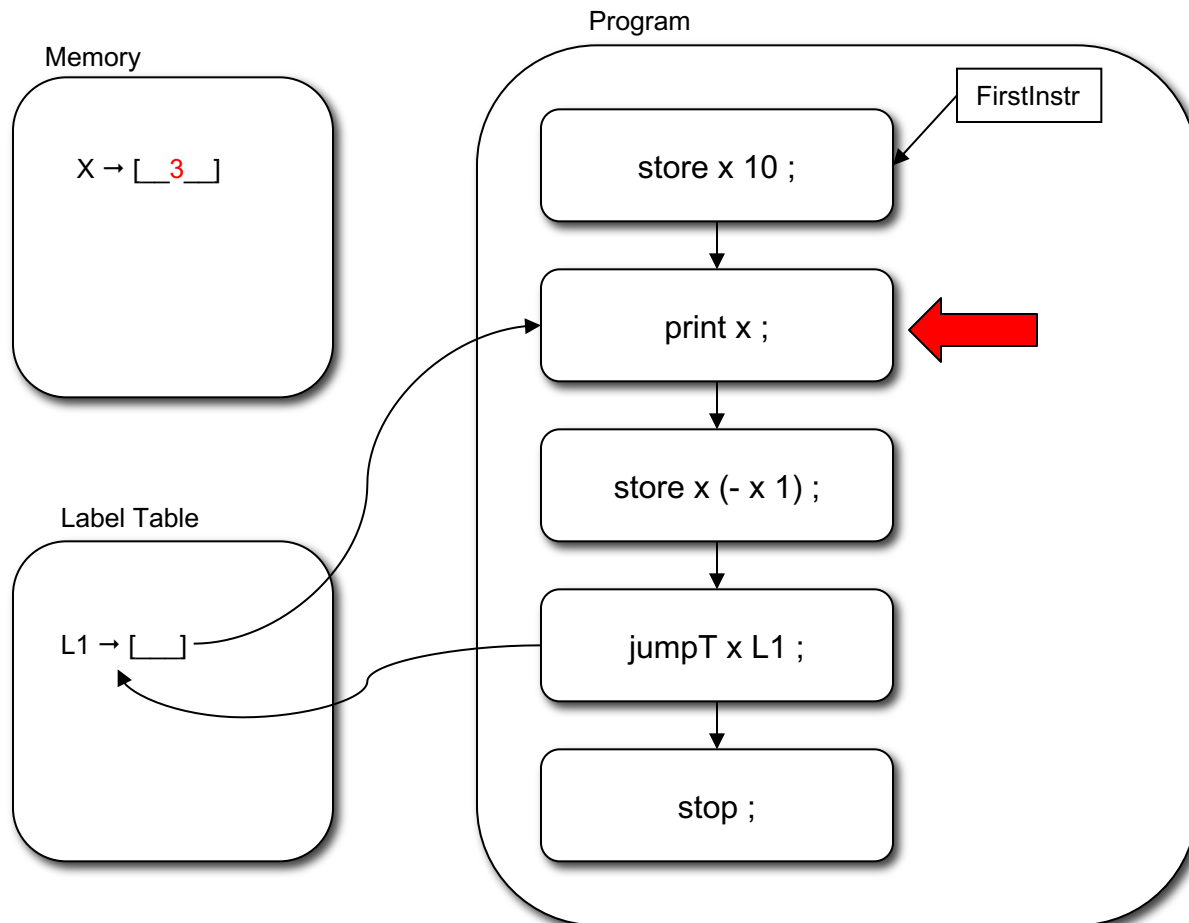 Program
Memory
FirstInstr
X → [__3__]
store x 10 ;
print x ;
store x (- x 1) ;
Label Table
L1 → [___]
jumpT x L1 ;
stop ;